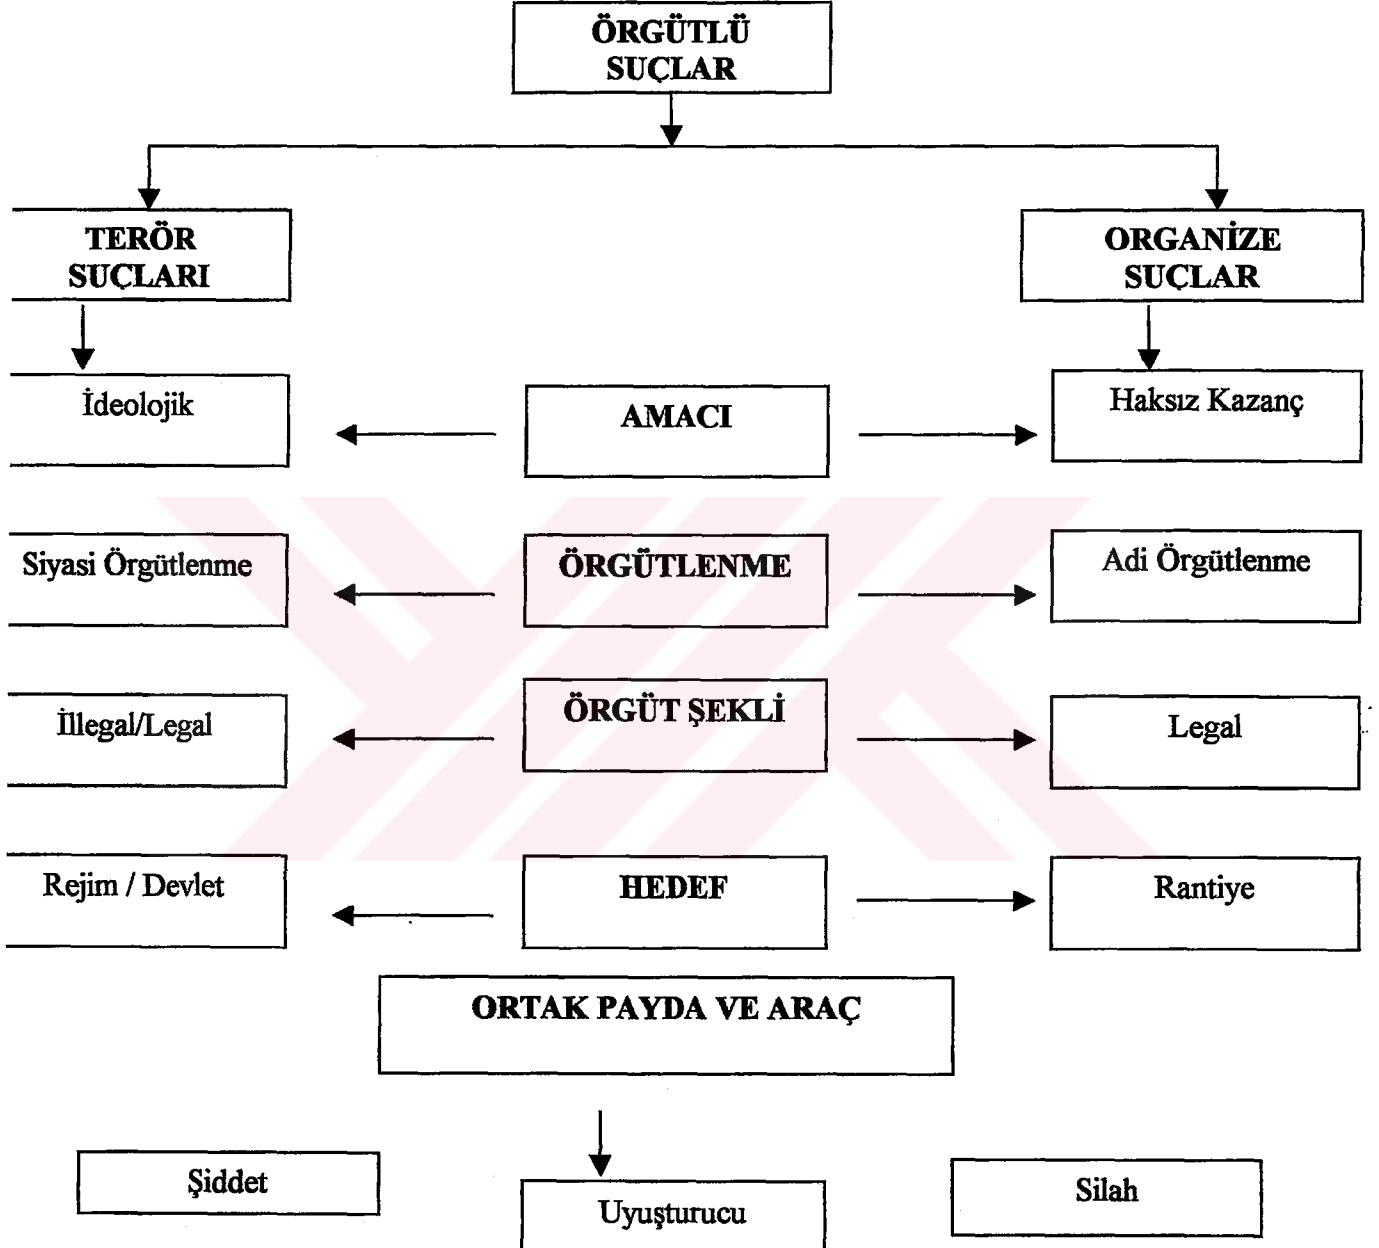 ÖRGÜTLÜ
SUÇLAR
TERÖR
SUÇLARI
ORGANİZE
SUÇLAR
İdeolojik
AMACI
Haksız Kazanç
Siyasi Örgütlenme
ÖRGÜTLENME
Adi Örgütlenme
İllegal/Legal
ÖRGÜT ŞEKLİ
Legal
Rejim / Devlet
HEDEF
Rantiye
ORTAK PAYDA VE ARAÇ
Şiddet
Uyuşturucu
Silah